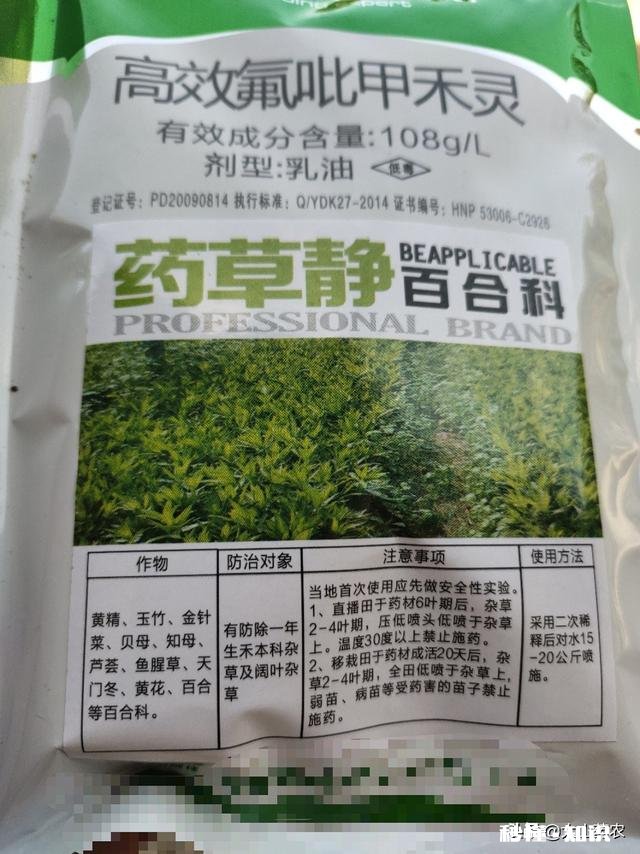 高效氟吡甲禾灵
有效成分含量:108g/L
剂型:乳油 低毒
登记证号: PD20090814 执行标准: Q/YDK27-2014 证书编号: HNP 53006-C2926
药草静 BEAPPLICABLE
百合科
PROFESSIONAL BRAND
作物
黄精、玉竹、金针
菜、贝母、知母、
芦荟、鱼腥草、天
门冬、黄花、百合
等百合科。
防治对象
有防除一年
生禾本科杂
草及阔叶杂
草
注意事项
当地首次使用应先做安全性实验。
1、直播田于药材6叶期后，杂草
2-4叶期，压低喷头低喷于杂草
上。温度30度以上禁止施药。
2、移栽田于药材成活20天后，杂
草2-4叶期，全田低喷于杂草上，
弱苗、病苗等受药害的苗子禁止
施药。
使用方法
采用二次稀
释后对水15
-20公斤喷
施。